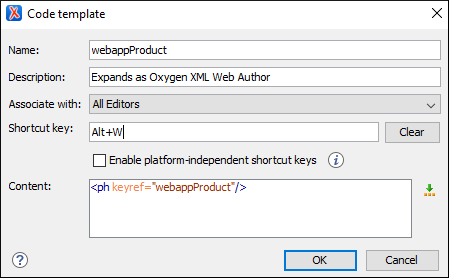 Code template
Name: webappProduct
Description: Expands as Oxygen XML Web Author
Associate with: All Editors
Shortcut key: Alt+W Clear
Enable platform-independent shortcut keys i
Content: <ph keyref="webappProduct"/>
? OK Cancel